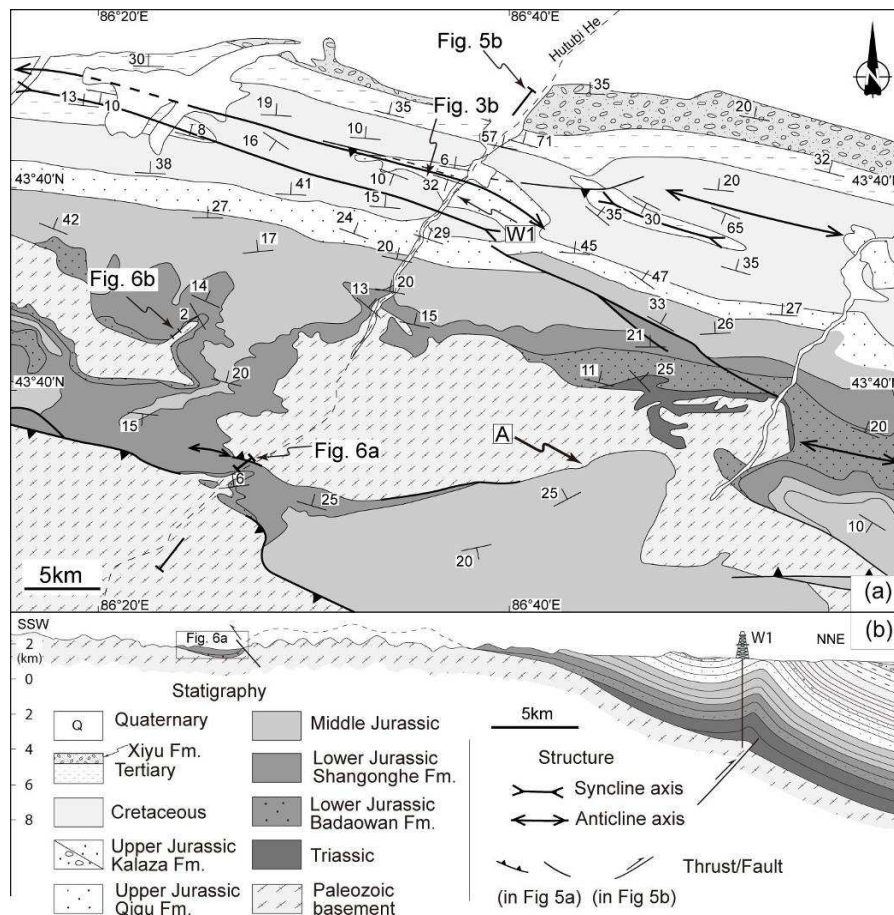 86°20'E
86°40'E
Hutubi He
N
Fig. 5b
Fig. 3b
30
35
35
20
13
10
19
10
57
71
8
16
6
32
43°40'N
38
10
32
20
43°40'N
41
15
35
30
65
42
27
24
29
W1
45
35
17
20
47
Fig. 6b
14
13
20
33
27
2
15
21
26
43°40'N
20
11
25
43°40'N
15
A
20
Fig. 6a
6
25
25
10
20
5km
(a)
86°20'E
86°40'E
(b)
SSW
Fig. 6a
W1
NNE
2
(km)
0
2
4
6
8
Statigraphy
Q
Quaternary
Xiyu Fm.
Tertiary
Cretaceous
Upper Jurassic
Kalaza Fm.
Upper Jurassic
Qigu Fm.
Middle Jurassic
Lower Jurassic
Shangonghe Fm.
Lower Jurassic
Badaowan Fm.
Triassic
Paleozoic
basement
5km
Structure
Syncline axis
Anticline axis
Thrust/Fault
(in Fig 5a)
(in Fig 5b)